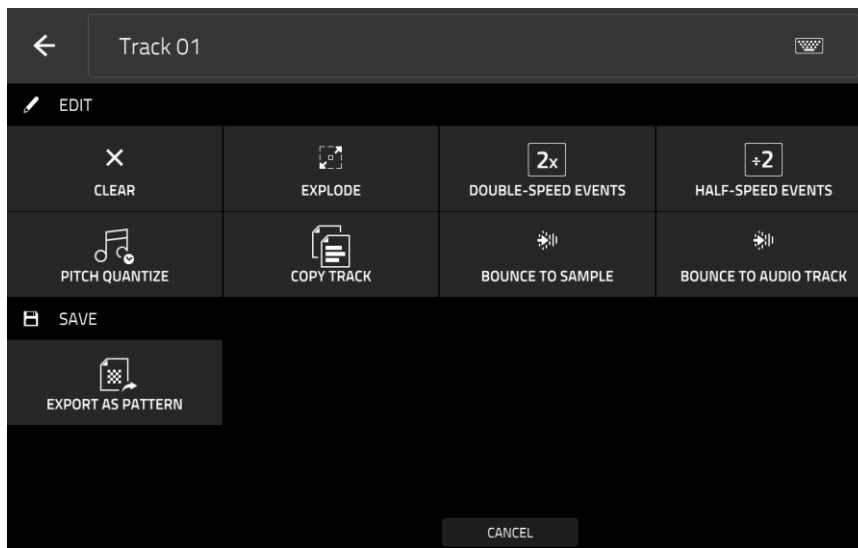 Track 01
EDIT
CLEAR
EXPLODE
2x
DOUBLE-SPEED EVENTS
÷2
HALF-SPEED EVENTS
PITCH QUANTIZE
COPY TRACK
BOUNCE TO SAMPLE
BOUNCE TO AUDIO TRACK
SAVE
EXPORT AS PATTERN
CANCEL